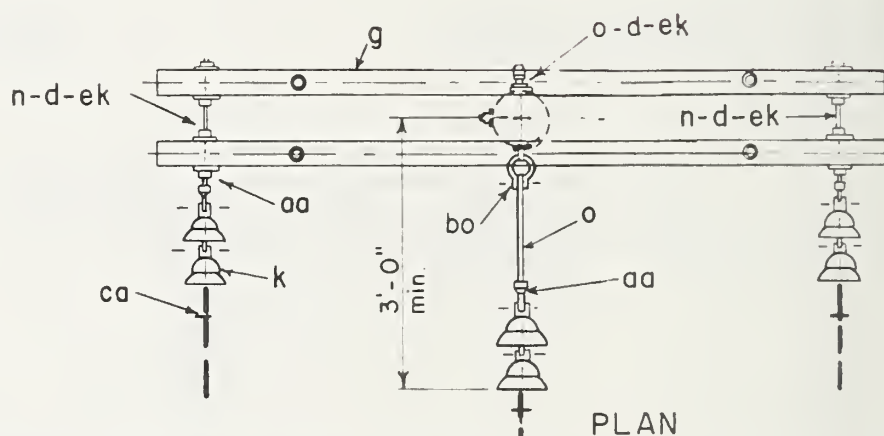 g
o-d-ek
n-d-ek
n-d-ek
aa
bo
o
k
aa
ca
3'-0"
min.
PLAN